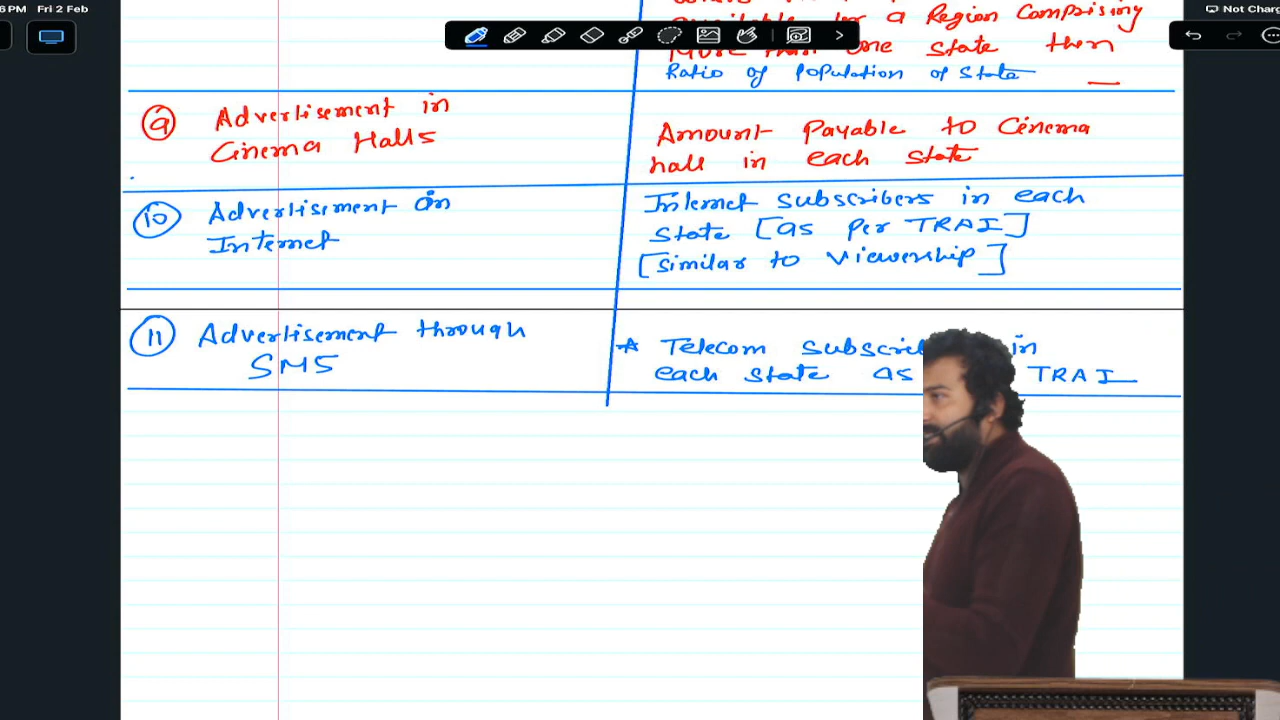 6PM Fri 2 Feb
Not Charg
a Region Comprising
one state then
Ratio of population of State
9 Advertisement in
Cinema Halls
Amount Payable to Cinema
hall in each state
10 Advertisement on
Internet
Internet subscribers in each
state [as per TRAI]
[similar to viewership]
11 Advertisement through
SMS
* Telecom in
each state as TRAI